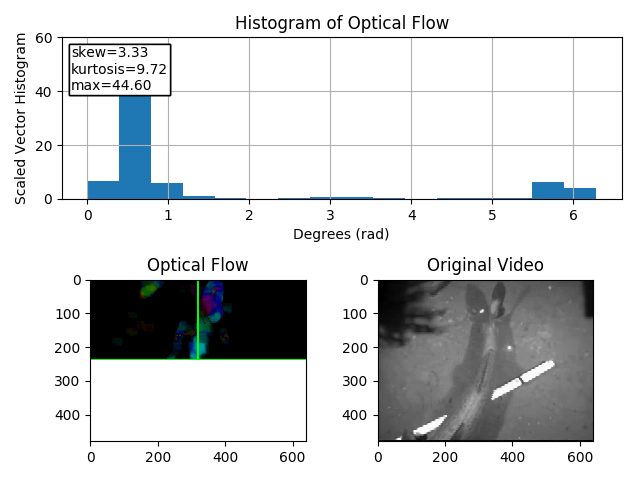 Histogram of Optical Flow
Scaled Vector Histogram
60
40
20
0
skew=3.33
kurtosis=9.72
max=44.60
0 1 2 3 4 5 6
Degrees (rad)
Optical Flow
0
100
200
300
400
0 200 400 600
Original Video
0
100
200
300
400
0 200 400 600